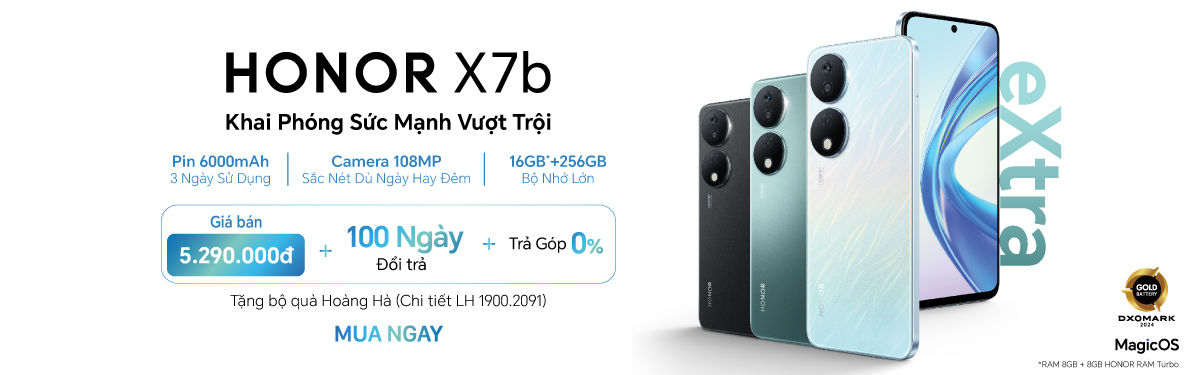 HONOR X7b
Khai Phóng Sức Mạnh Vượt Trội
Pin 6000mAh
3 Ngày Sử Dụng
Camera 108MP
Sắc Nét Dù Ngày Hay Đêm
16GB*+256GB
Bộ Nhớ Lớn
Giá bán
5.290.000đ
+
100 Ngày
Đổi trả
+
Trả Góp 0%
Tặng bộ quà Hoàng Hà (Chi tiết LH 1900.2091)
MUA NGAY
HONOR
HONOR
HONOR
eXtra
GOLD
BATTERY
DXOMARK
2024
MagicOS
*RAM 8GB + 8GB HONOR RAM Turbo